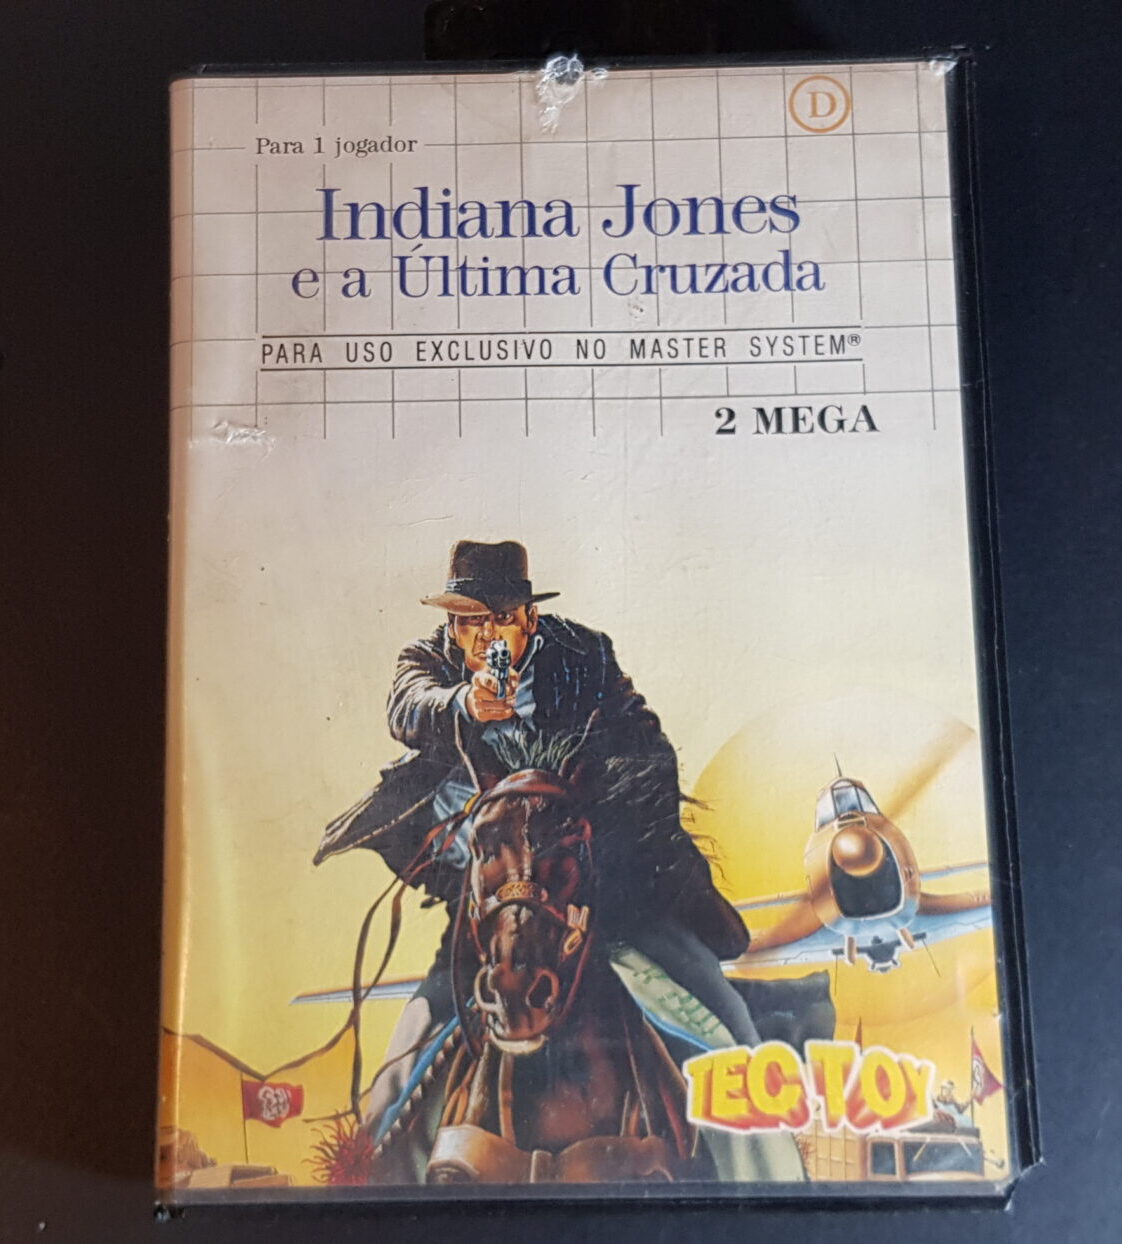 D
Para 1 jogador
Indiana Jones
e a Última Cruzada
PARA USO EXCLUSIVO NO MASTER SYSTEM®
2 MEGA
TEC TOY